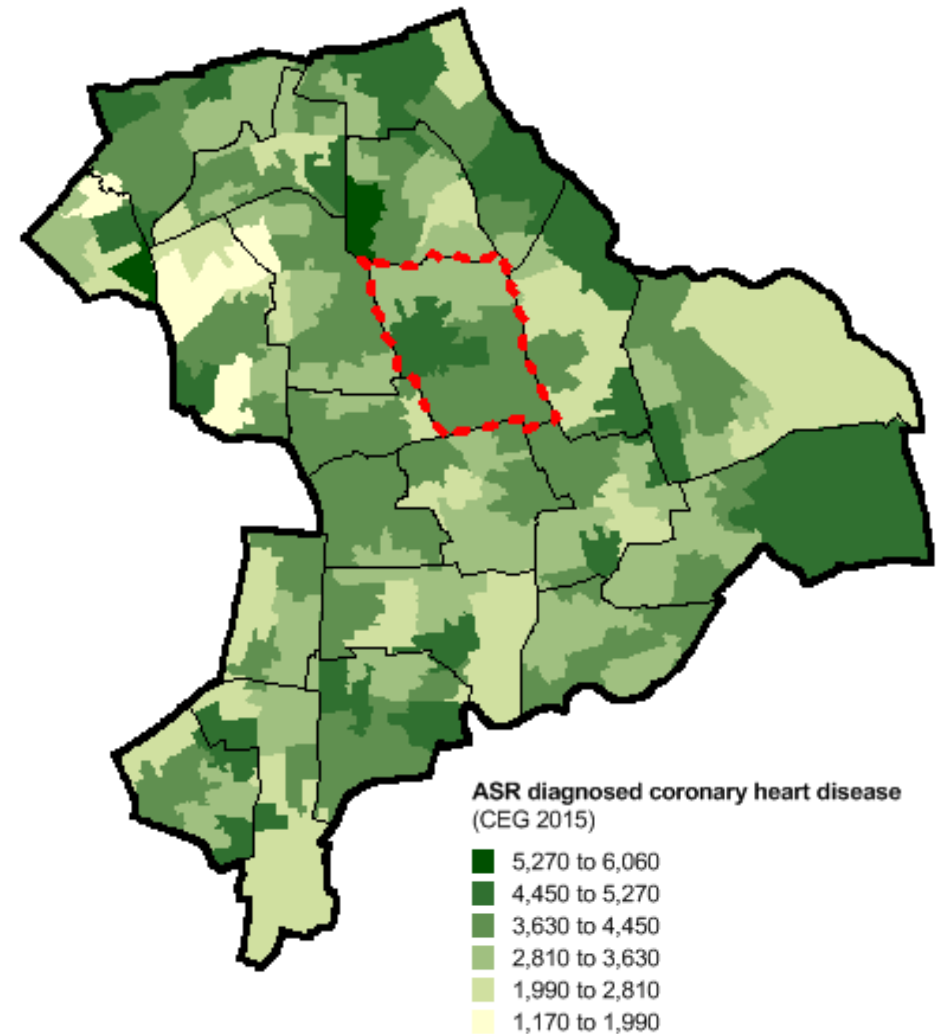 ASR diagnosed coronary heart disease
(CEG 2015)
5,270 to 6,060
4,450 to 5,270
3,630 to 4,450
2,810 to 3,630
1,990 to 2,810
1,170 to 1,990